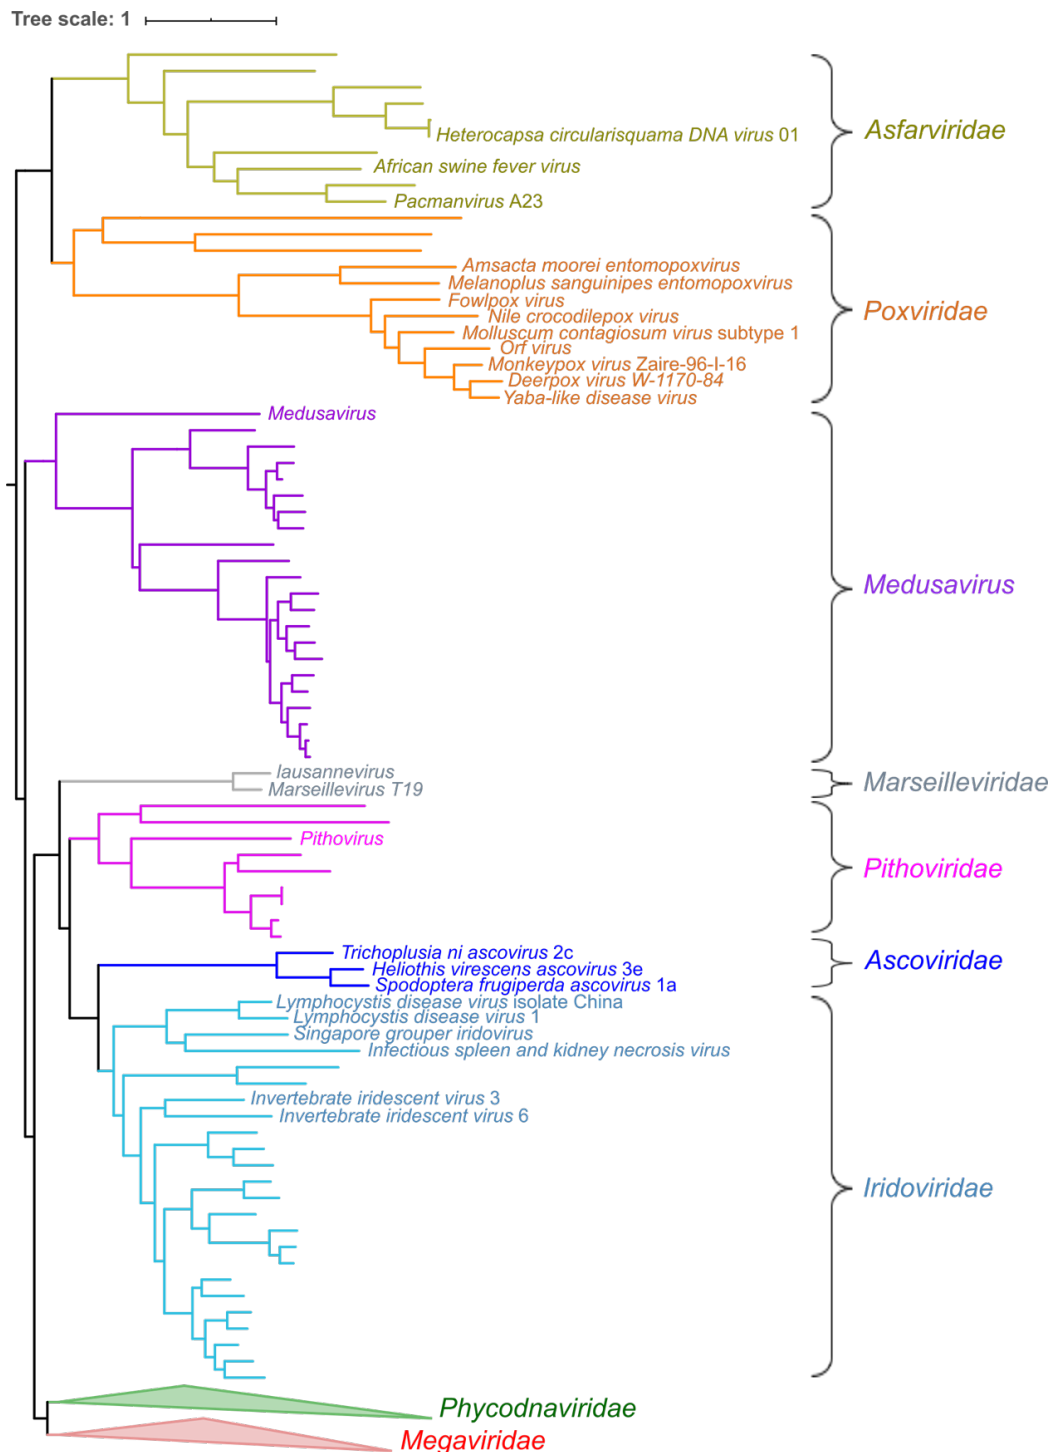 Tree scale: 1
Heterocapsa circularisquama DNA virus 01
Asfarviridae
African swine fever virus
Pacmanvirus A23
Amsacta moorei entomopoxvirus
Melanoplus sanguinipes entomopoxvirus
Fowlpox virus
Poxviridae
Nile crocodilepox virus
Molluscum contagiosum virus subtype 1
Orf virus
Monkeypox virus Zaire-96-I-16
Deerpox virus W-1170-84
Yaba-like disease virus
Medusavirus
Medusavirus
lausannevirus
Marseilleviridae
Marseillevirus T19
Pithovirus
Pithoviridae
Trichoplusia ni ascovirus 2c
Ascoviridae
Heliothis virescens ascovirus 3e
Spodoptera frugiperda ascovirus 1a
Lymphocystis disease virus isolate China
Lymphocystis disease virus 1
Singapore grouper iridovirus
Infectious spleen and kidney necrosis virus
Invertebrate iridescent virus 3
Invertebrate iridescent virus 6
Iridoviridae
Phycodnaviridae
Megaviridae